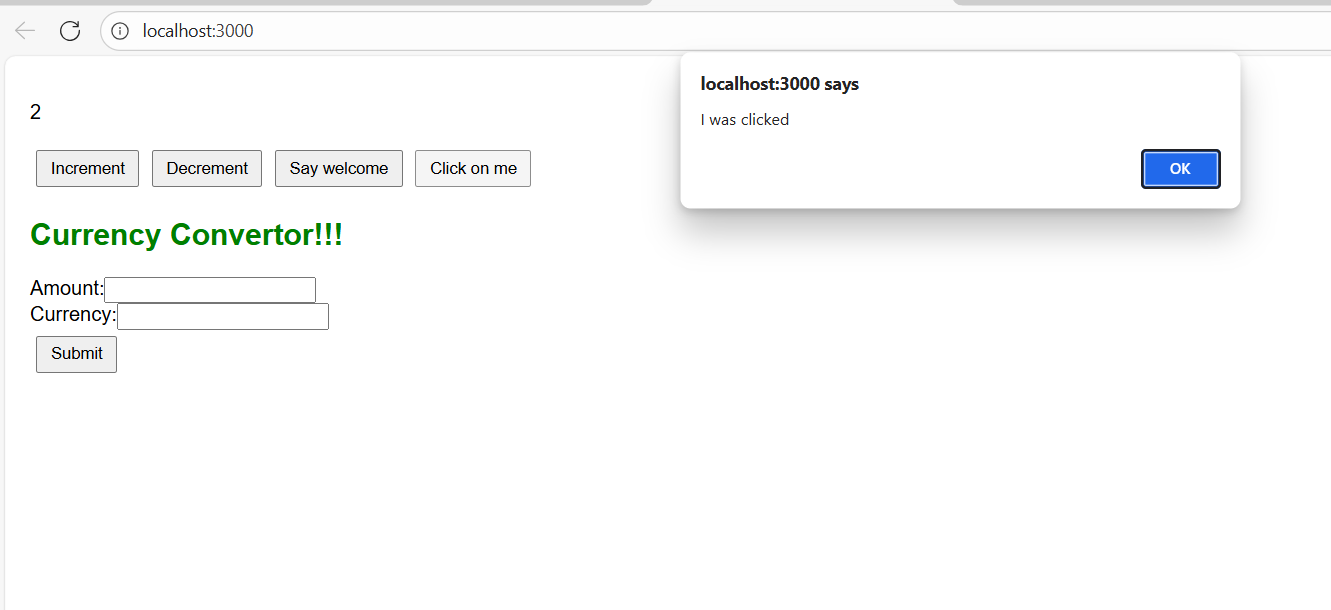 localhost:3000
localhost:3000 says
I was clicked
OK
2
Increment Decrement Say welcome Click on me
Currency Convertor!!!
Amount:
Currency:
Submit